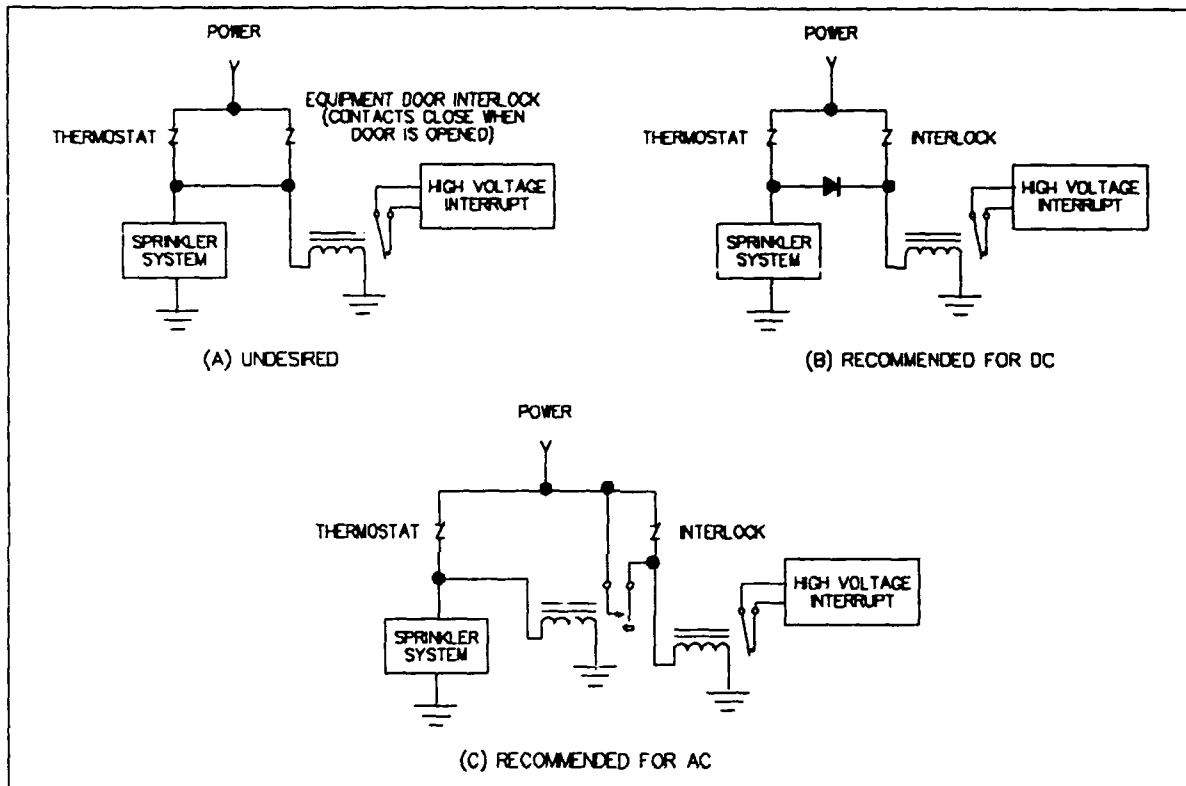 POWER
THERMOSTAT
EQUIPMENT DOOR INTERLOCK
(CONTACTS CLOSE WHEN
DOOR IS OPENED)
HIGH VOLTAGE
INTERRUPT
SPRINKLER
SYSTEM
(A) UNDESIRED
POWER
THERMOSTAT
INTERLOCK
HIGH VOLTAGE
INTERRUPT
SPRINKLER
SYSTEM
(B) RECOMMENDED FOR DC
POWER
THERMOSTAT
INTERLOCK
HIGH VOLTAGE
INTERRUPT
SPRINKLER
SYSTEM
(C) RECOMMENDED FOR AC